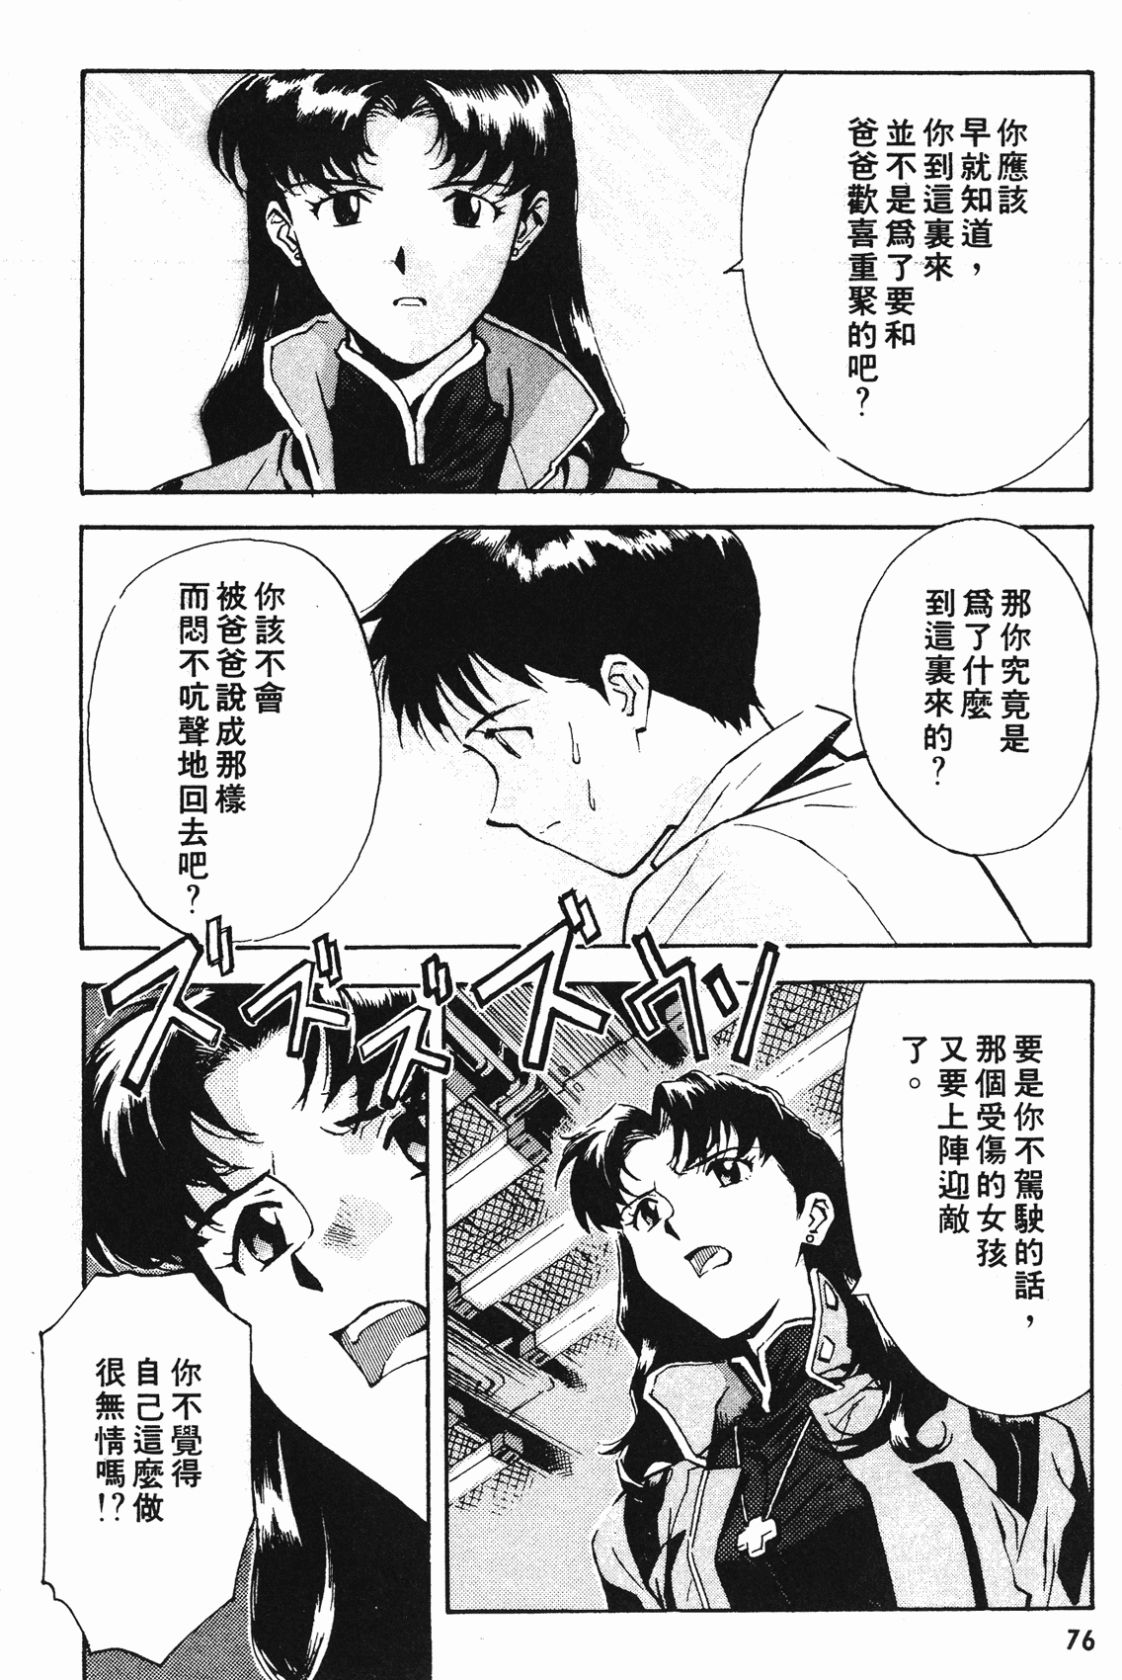 你應該
早就知道，
你到這裏來
並不是爲了要和
爸爸歡喜重聚的吧？
那你究竟是
爲了什麼
到這裏來的？
你該不會
被爸爸說成那樣
而悶不吭聲地回去吧？
ズズズズウゥン
要是你不駕駛的話，
那個受傷的女孩
又要上陣迎敵
了。
你不覺得
自己這麼做
很無情嗎！？
76